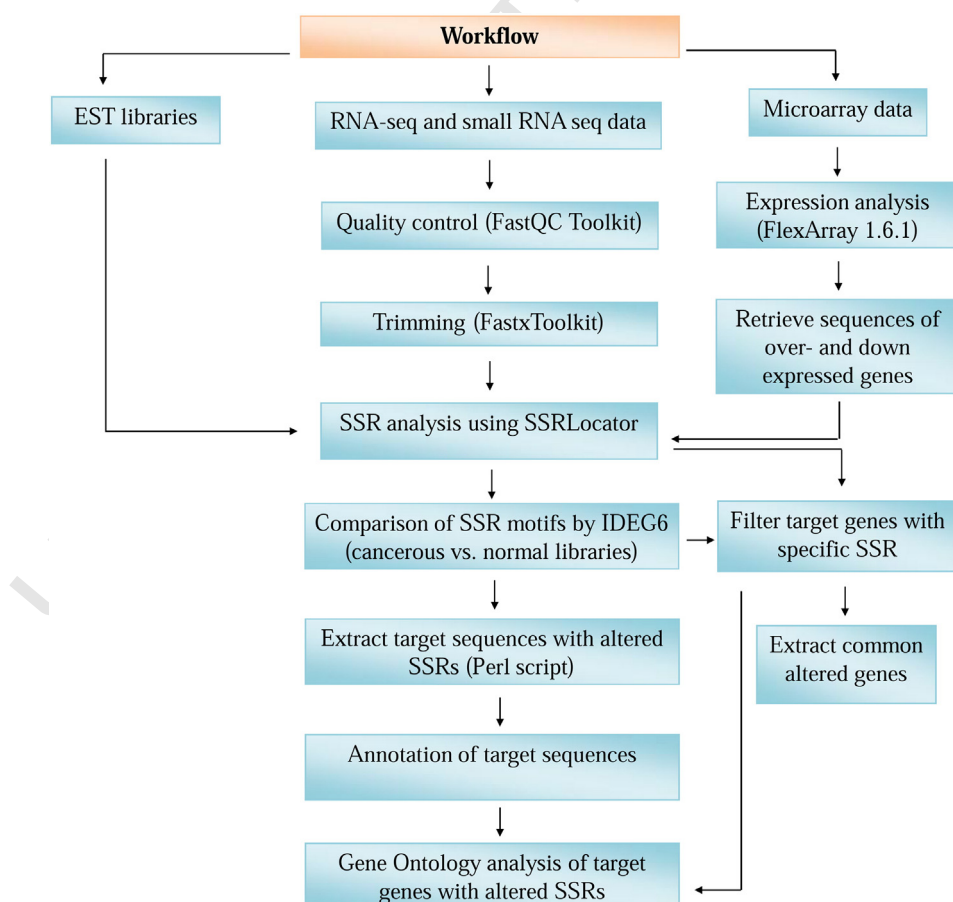 Workflow
EST libraries
RNA-seq and small RNA seq data
Microarray data
Quality control (FastQC Toolkit)
Expression analysis
(FlexArray 1.6.1)
Trimming (FastxToolkit)
Retrieve sequences of
over- and down
expressed genes
SSR analysis using SSRLocator
Comparison of SSR motifs by IDEG6
(cancerous vs. normal libraries)
Filter target genes with
specific SSR
Extract target sequences with altered
SSRs (Perl script)
Extract common
altered genes
Annotation of target sequences
Gene Ontology analysis of target
genes with altered SSRs